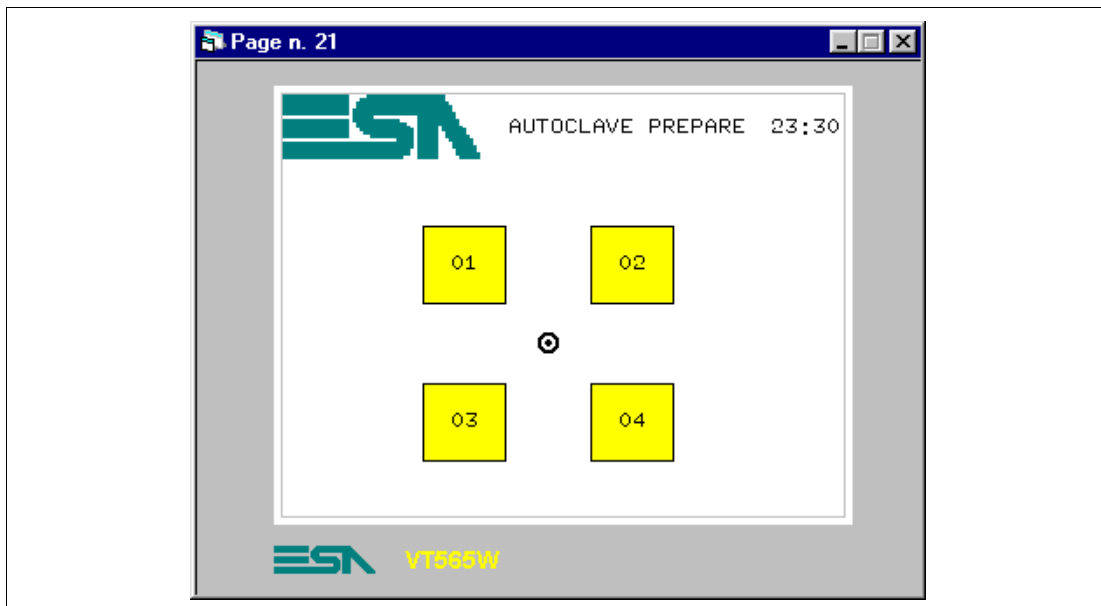 Page n. 21
ESA
AUTOCLAVE PREPARE 23:30
01
02
03
04
ESA
VT565W